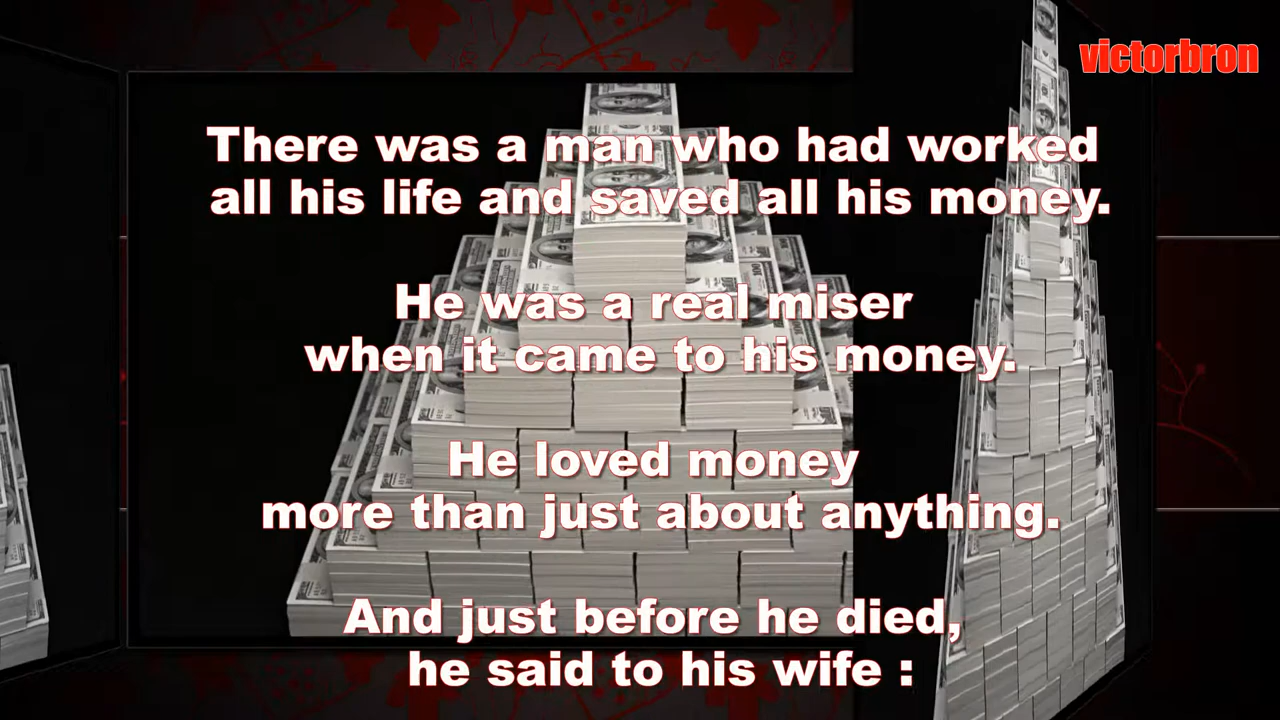 victorbron
There was a man who had worked
all his life and saved all his money.
He was a real miser
when it came to his money.
He loved money
more than just about anything.
And just before he died,
he said to his wife :